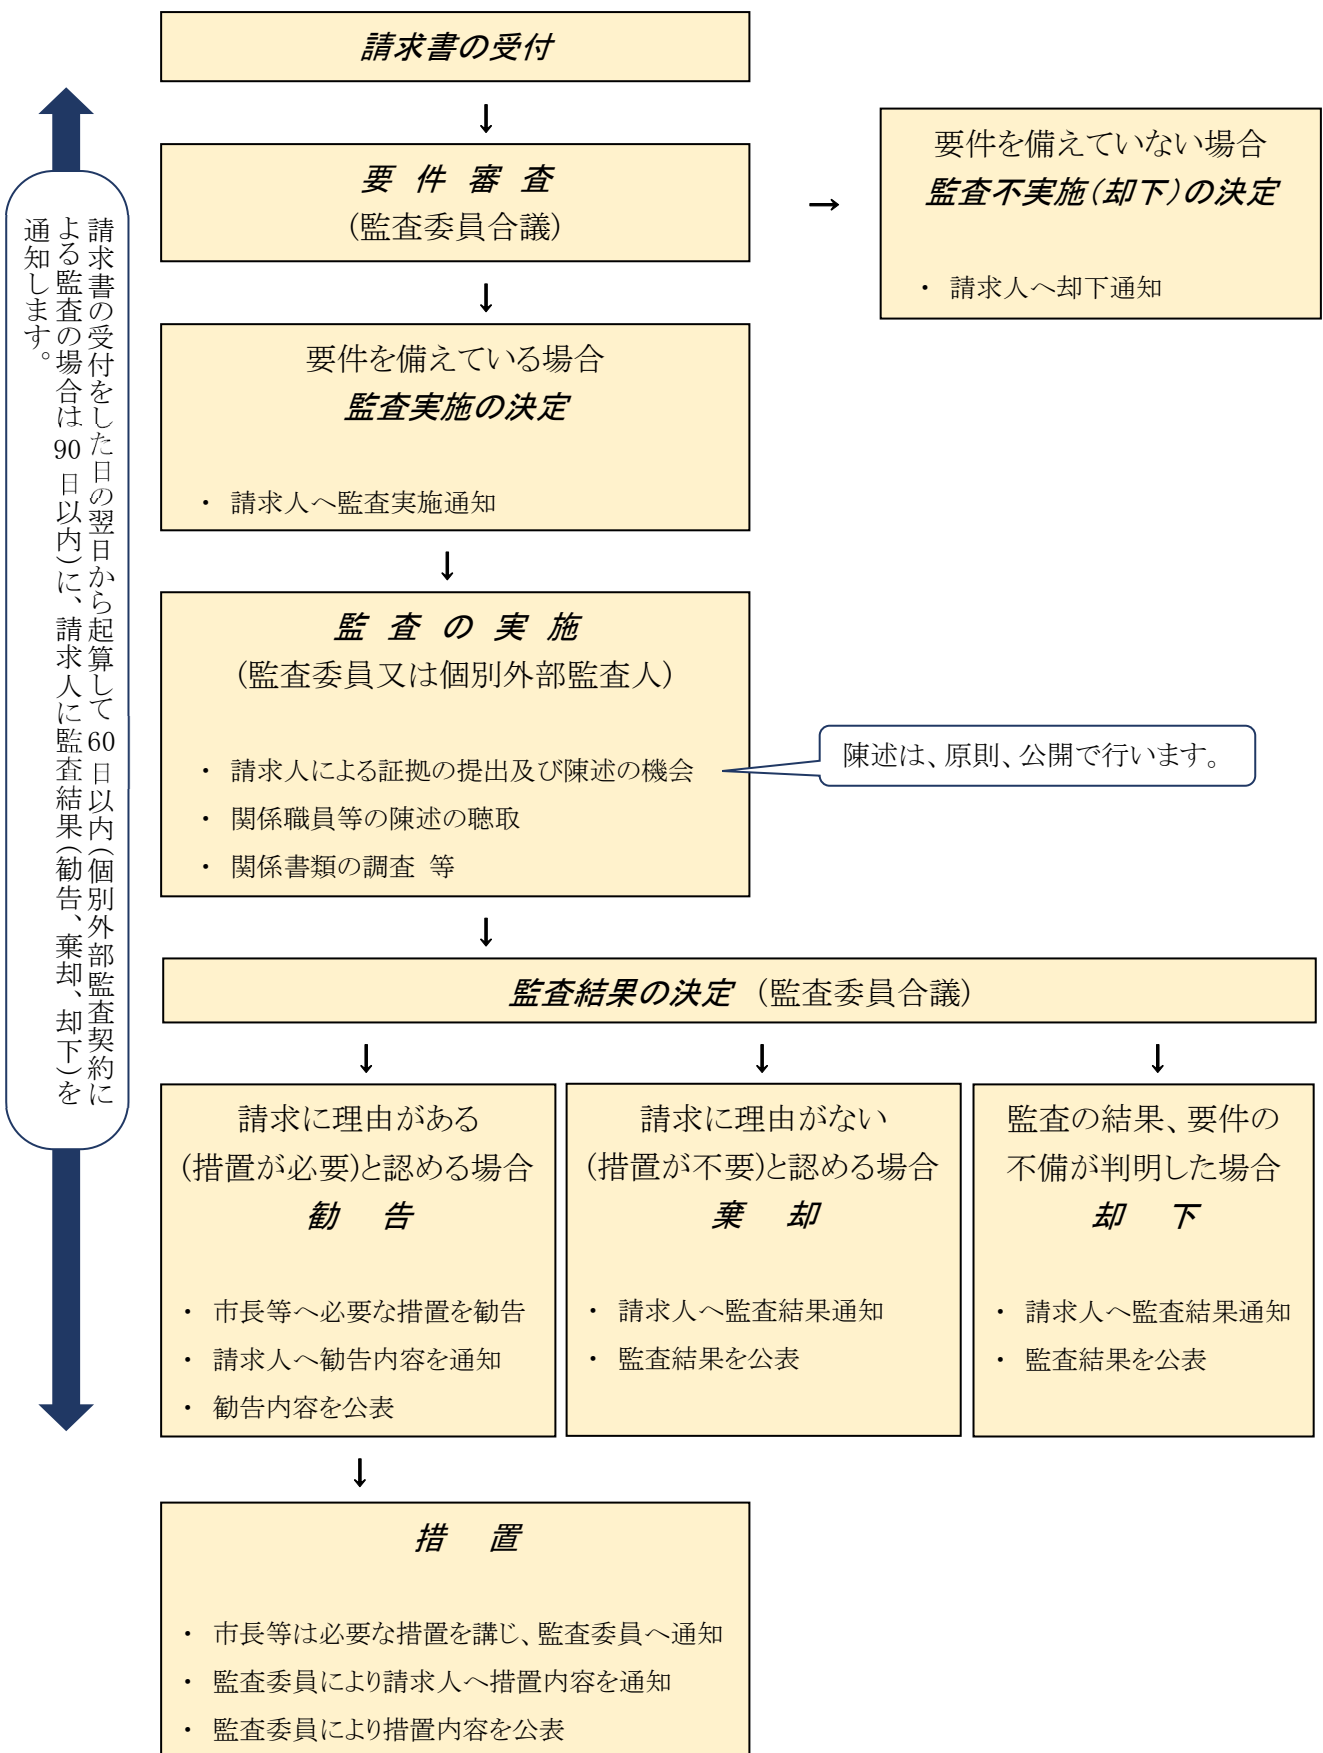 請求書の受付
↓
要件審査
(監査委員合議)
→
要件を備えていない場合
監査不実施(却下)の決定
・ 請求人へ却下通知
↓
要件を備えている場合
監査実施の決定
・ 請求人へ監査実施通知
↓
監査の実施
(監査委員又は個別外部監査人)
・ 請求人による証拠の提出及び陳述の機会
・ 関係職員等の陳述の聴取
・ 関係書類の調査 等
陳述は、原則、公開で行います。
↓
監査結果の決定 (監査委員合議)
↓ ↓ ↓
請求に理由がある
(措置が必要)と認める場合
勧 告
・ 市長等へ必要な措置を勧告
・ 請求人へ勧告内容を通知
・ 勧告内容を公表
請求に理由がない
(措置が不要)と認める場合
棄 却
・ 請求人へ監査結果通知
・ 監査結果を公表
監査の結果、要件の
不備が判明した場合
却 下
・ 請求人へ監査結果通知
・ 監査結果を公表
↓
措 置
・ 市長等は必要な措置を講じ、監査委員へ通知
・ 監査委員により請求人へ措置内容を通知
・ 監査委員により措置内容を公表
請求書の受付をした日の翌日から起算して60日以内(個別外部監査契約に
よる監査の場合は90日以内)に、請求人に監査結果(勧告、棄却、却下)を
通知します。